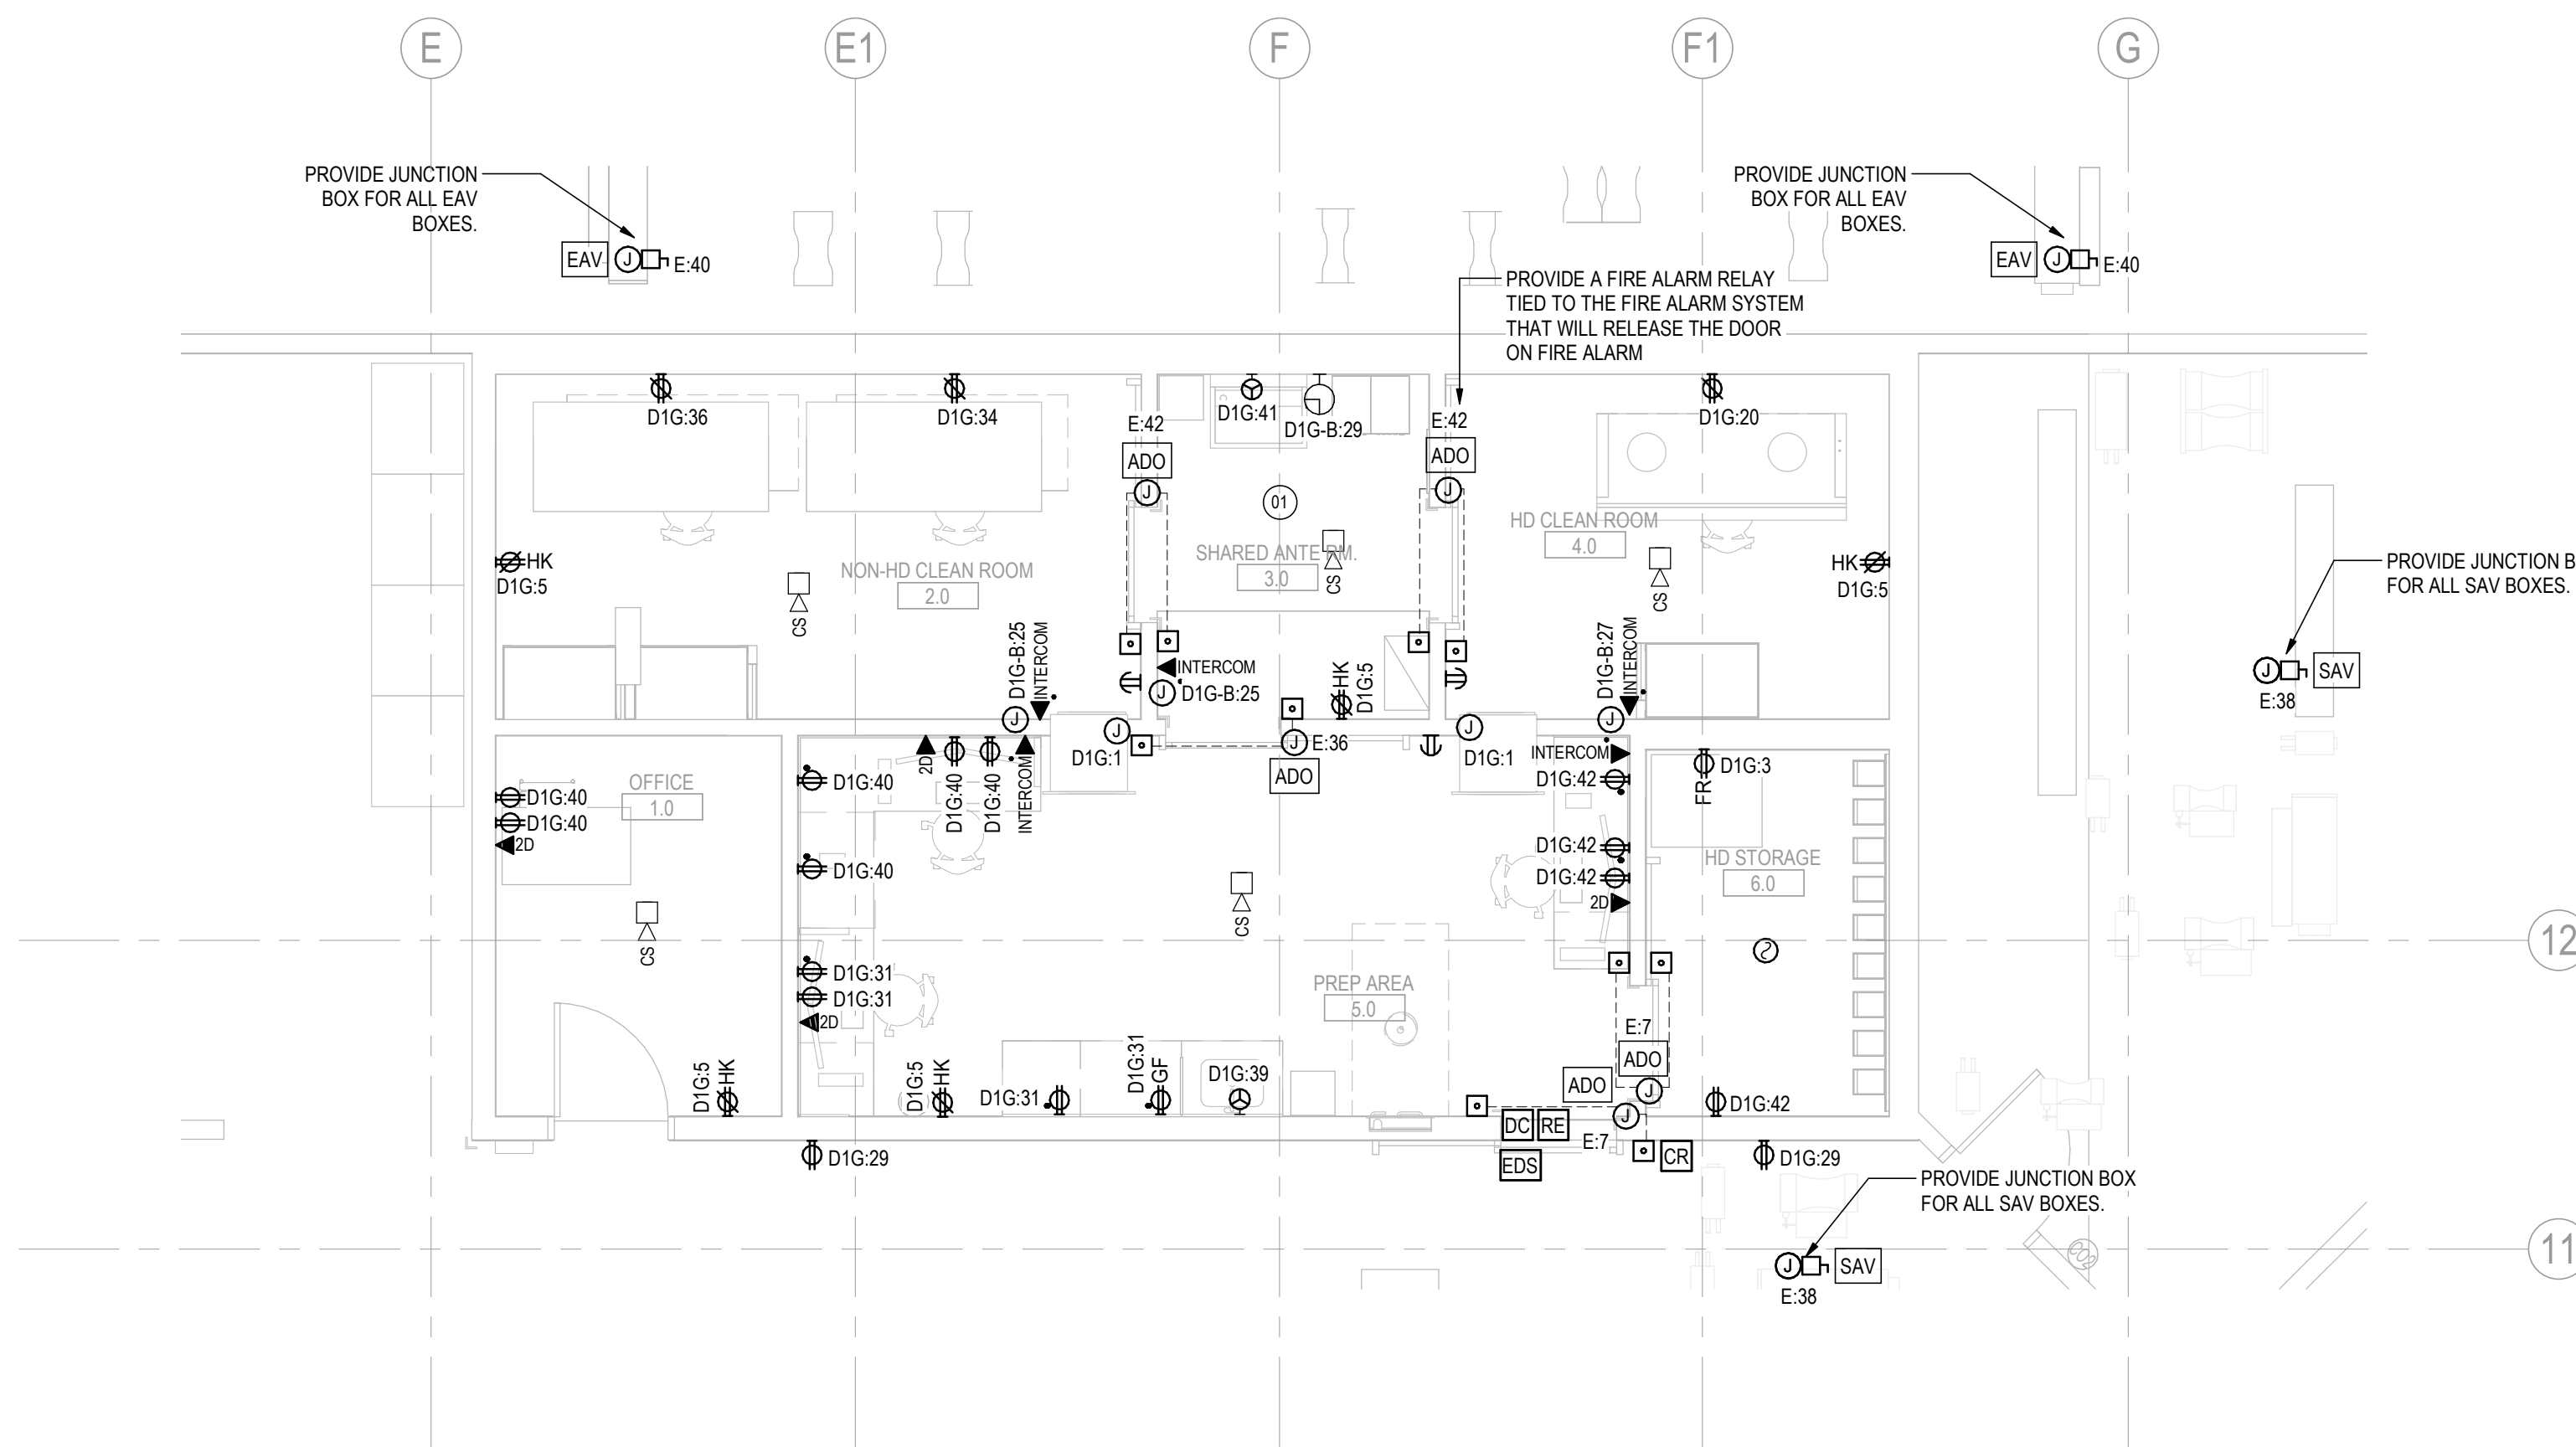 E
E1
F
F1
G
PROVIDE JUNCTION
BOX FOR ALL EAV
BOXES.
EAV
J
E:40
PROVIDE JUNCTION
BOX FOR ALL EAV
BOXES.
EAV
J
E:40
PROVIDE A FIRE ALARM RELAY
TIED TO THE FIRE ALARM SYSTEM
THAT WILL RELEASE THE DOOR
ON FIRE ALARM
D1G:36
D1G:34
E:42
ADO
J
D1G:41
D1G-B:29
E:42
ADO
J
D1G:20
01
HK
D1G:5
NON-HD CLEAN ROOM
2.0
CS
SHARED ANTE RM.
3.0
CS
HD CLEAN ROOM
4.0
CS
HK
D1G:5
PROVIDE JUNCTION B
FOR ALL SAV BOXES.
J
SAV
E:38
D1G-B:25
INTERCOM
J
INTERCOM
J
D1G-B:25
HK
D1G:5
D1G-B:27
INTERCOM
J
J
D1G:1
J
E:36
ADO
J
D1G:1
INTERCOM
D1G:42
D1G:42
D1G:42
2D
OFFICE
1.0
D1G:40
D1G:40
2D
CS
D1G:40
D1G:40
2D
D1G:40
D1G:40
INTERCOM
D1G:3
FR
HD STORAGE
6.0
CS
12
D1G:31
D1G:31
2D
PREP AREA
5.0
E:7
ADO
J
ADO
J
D1G:5
HK
D1G:5
HK
D1G:31
D1G:31
GF
D1G:39
D1G:42
DC
RE
E:7
EDS
CR
D1G:29
D1G:29
PROVIDE JUNCTION BOX
FOR ALL SAV BOXES.
J
SAV
E:38
CO2
11